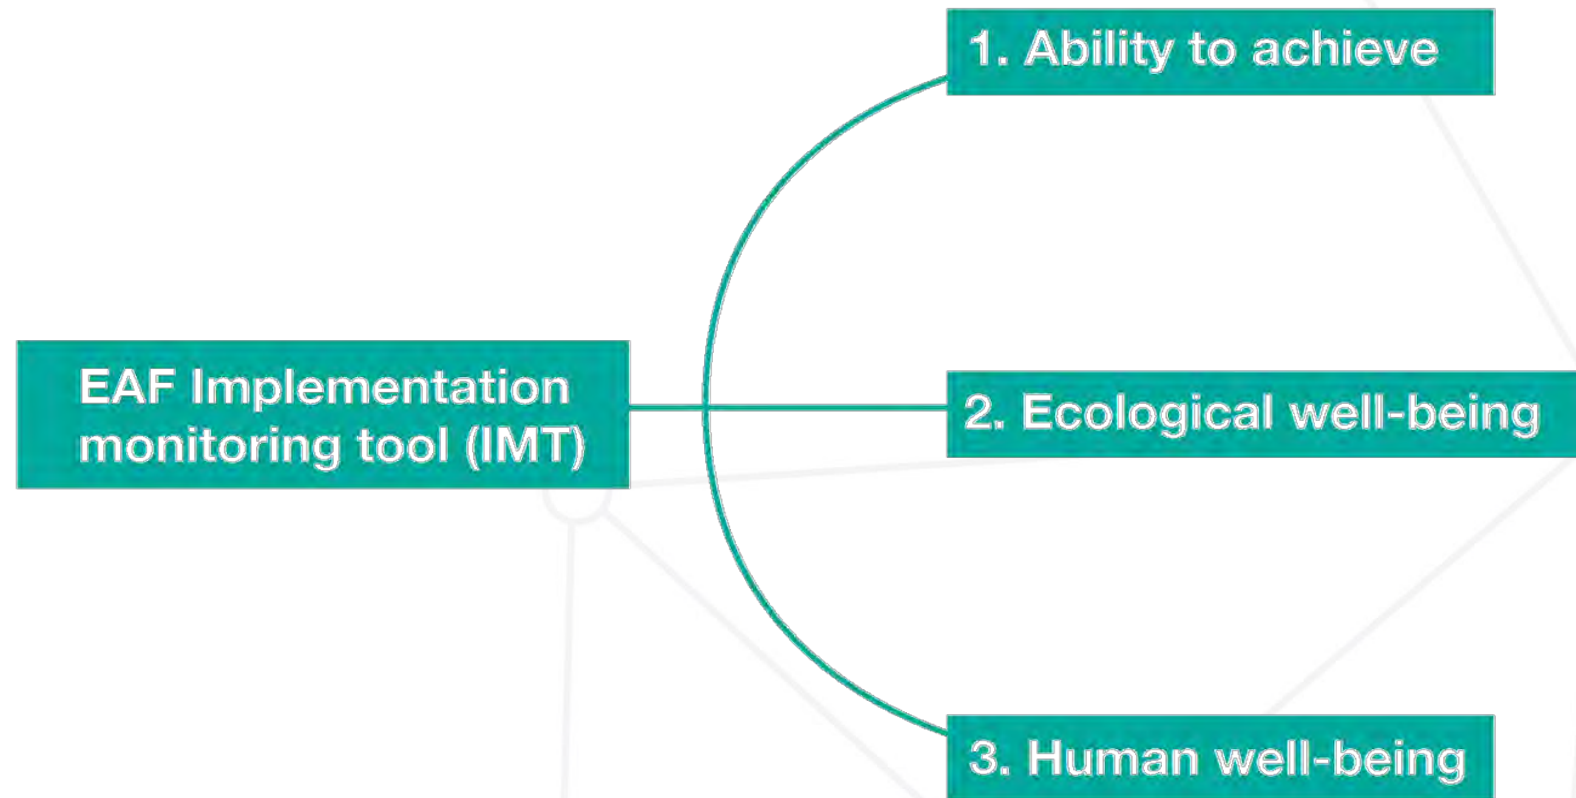 1. Ability to achieve
EAF Implementation
monitoring tool (IMT)
2. Ecological well-being
3. Human well-being